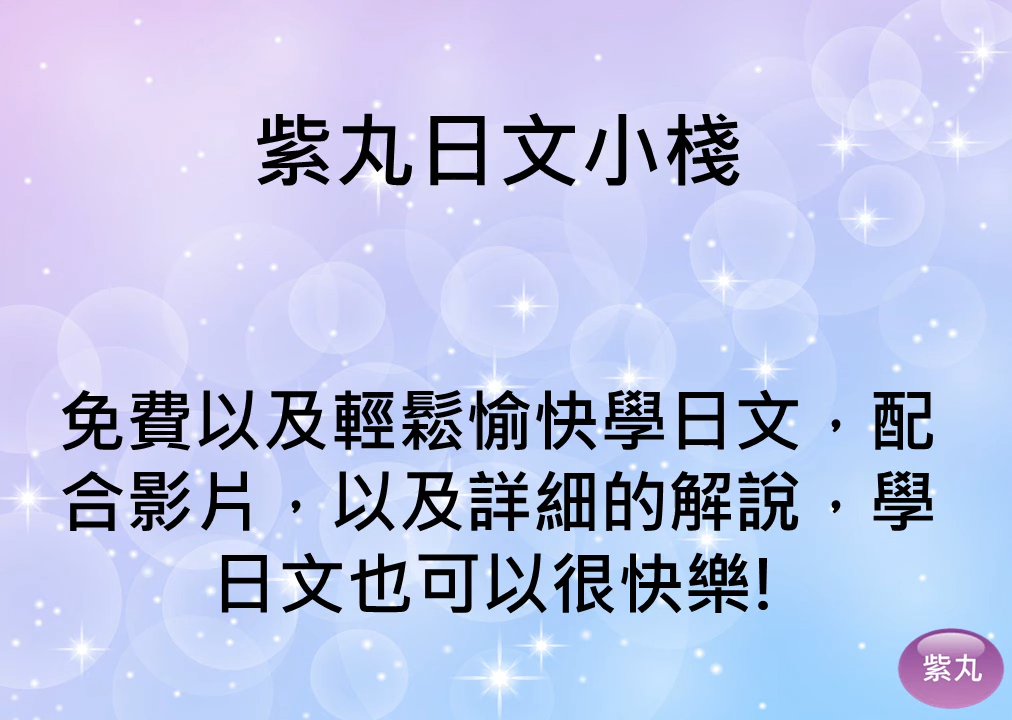 紫丸日文小棧
免費以及輕鬆愉快學日文，配
合影片，以及詳細的解說，學
日文也可以很快樂!
紫丸